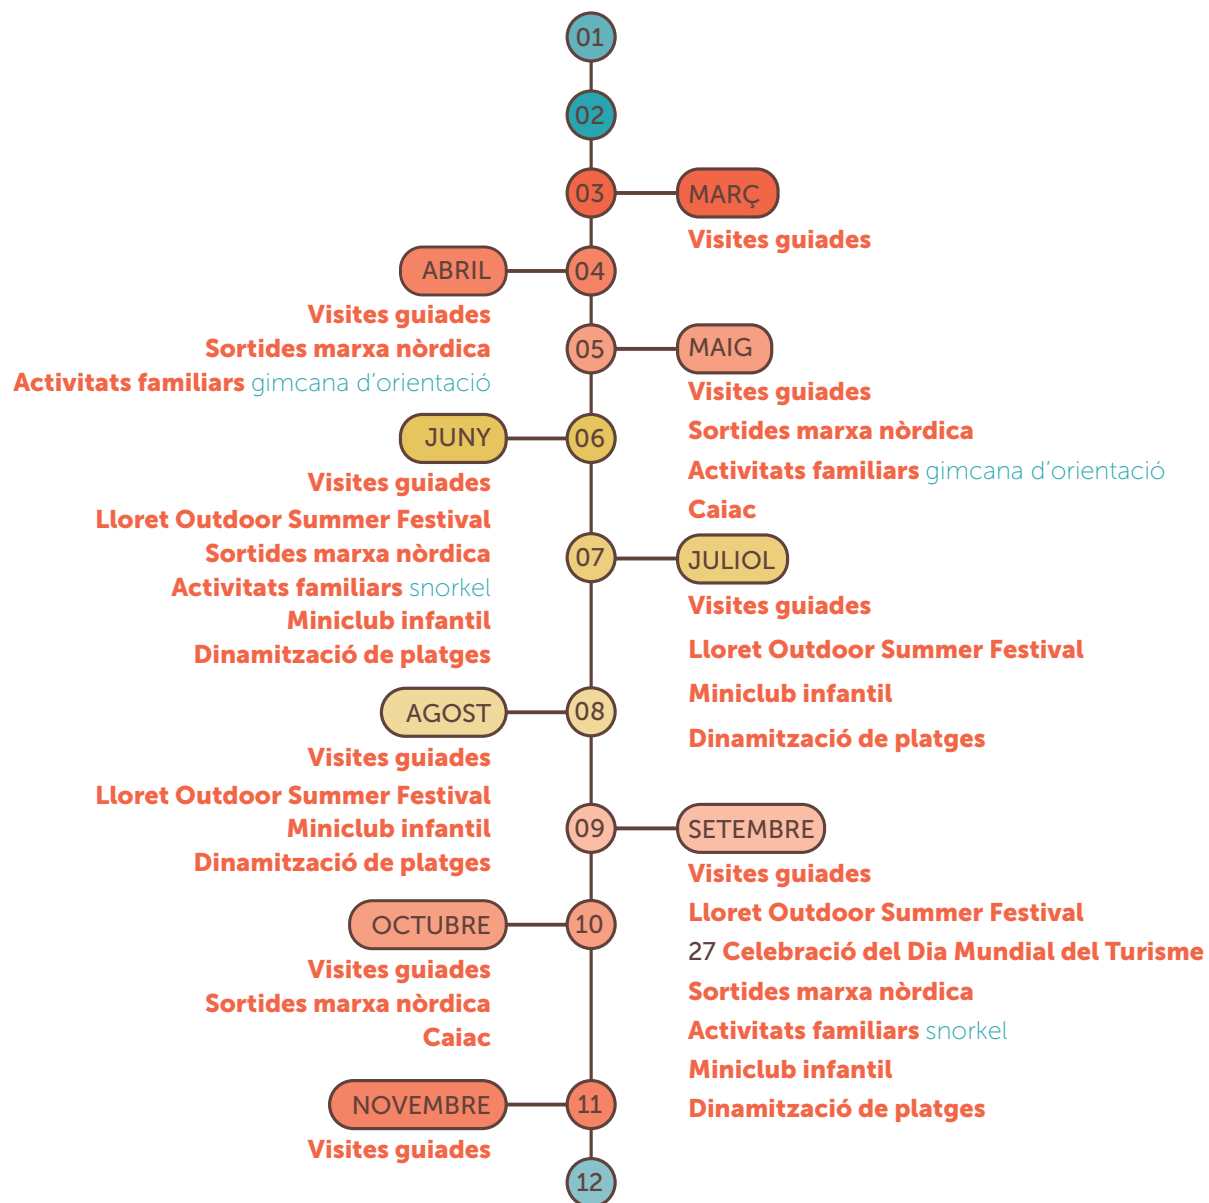 01
02
03
MARÇ
Visites guiades
04
ABRIL
Visites guiades
Sortides marxa nòrdica
Activitats familiars gimcana d'orientació
05
MAIG
Visites guiades
Sortides marxa nòrdica
Activitats familiars gimcana d'orientació
Caiac
06
JUNY
Visites guiades
Lloret Outdoor Summer Festival
Sortides marxa nòrdica
Activitats familiars snorkel
Miniclub infantil
Dinamització de platges
07
JULIOL
Visites guiades
Lloret Outdoor Summer Festival
Miniclub infantil
Dinamització de platges
08
AGOST
Visites guiades
Lloret Outdoor Summer Festival
Miniclub infantil
Dinamització de platges
09
SETEMBRE
Visites guiades
Lloret Outdoor Summer Festival
27 Celebració del Dia Mundial del Turisme
Sortides marxa nòrdica
Activitats familiars snorkel
Miniclub infantil
Dinamització de platges
10
OCTUBRE
Visites guiades
Sortides marxa nòrdica
Caiac
11
NOVEMBRE
Visites guiades
12